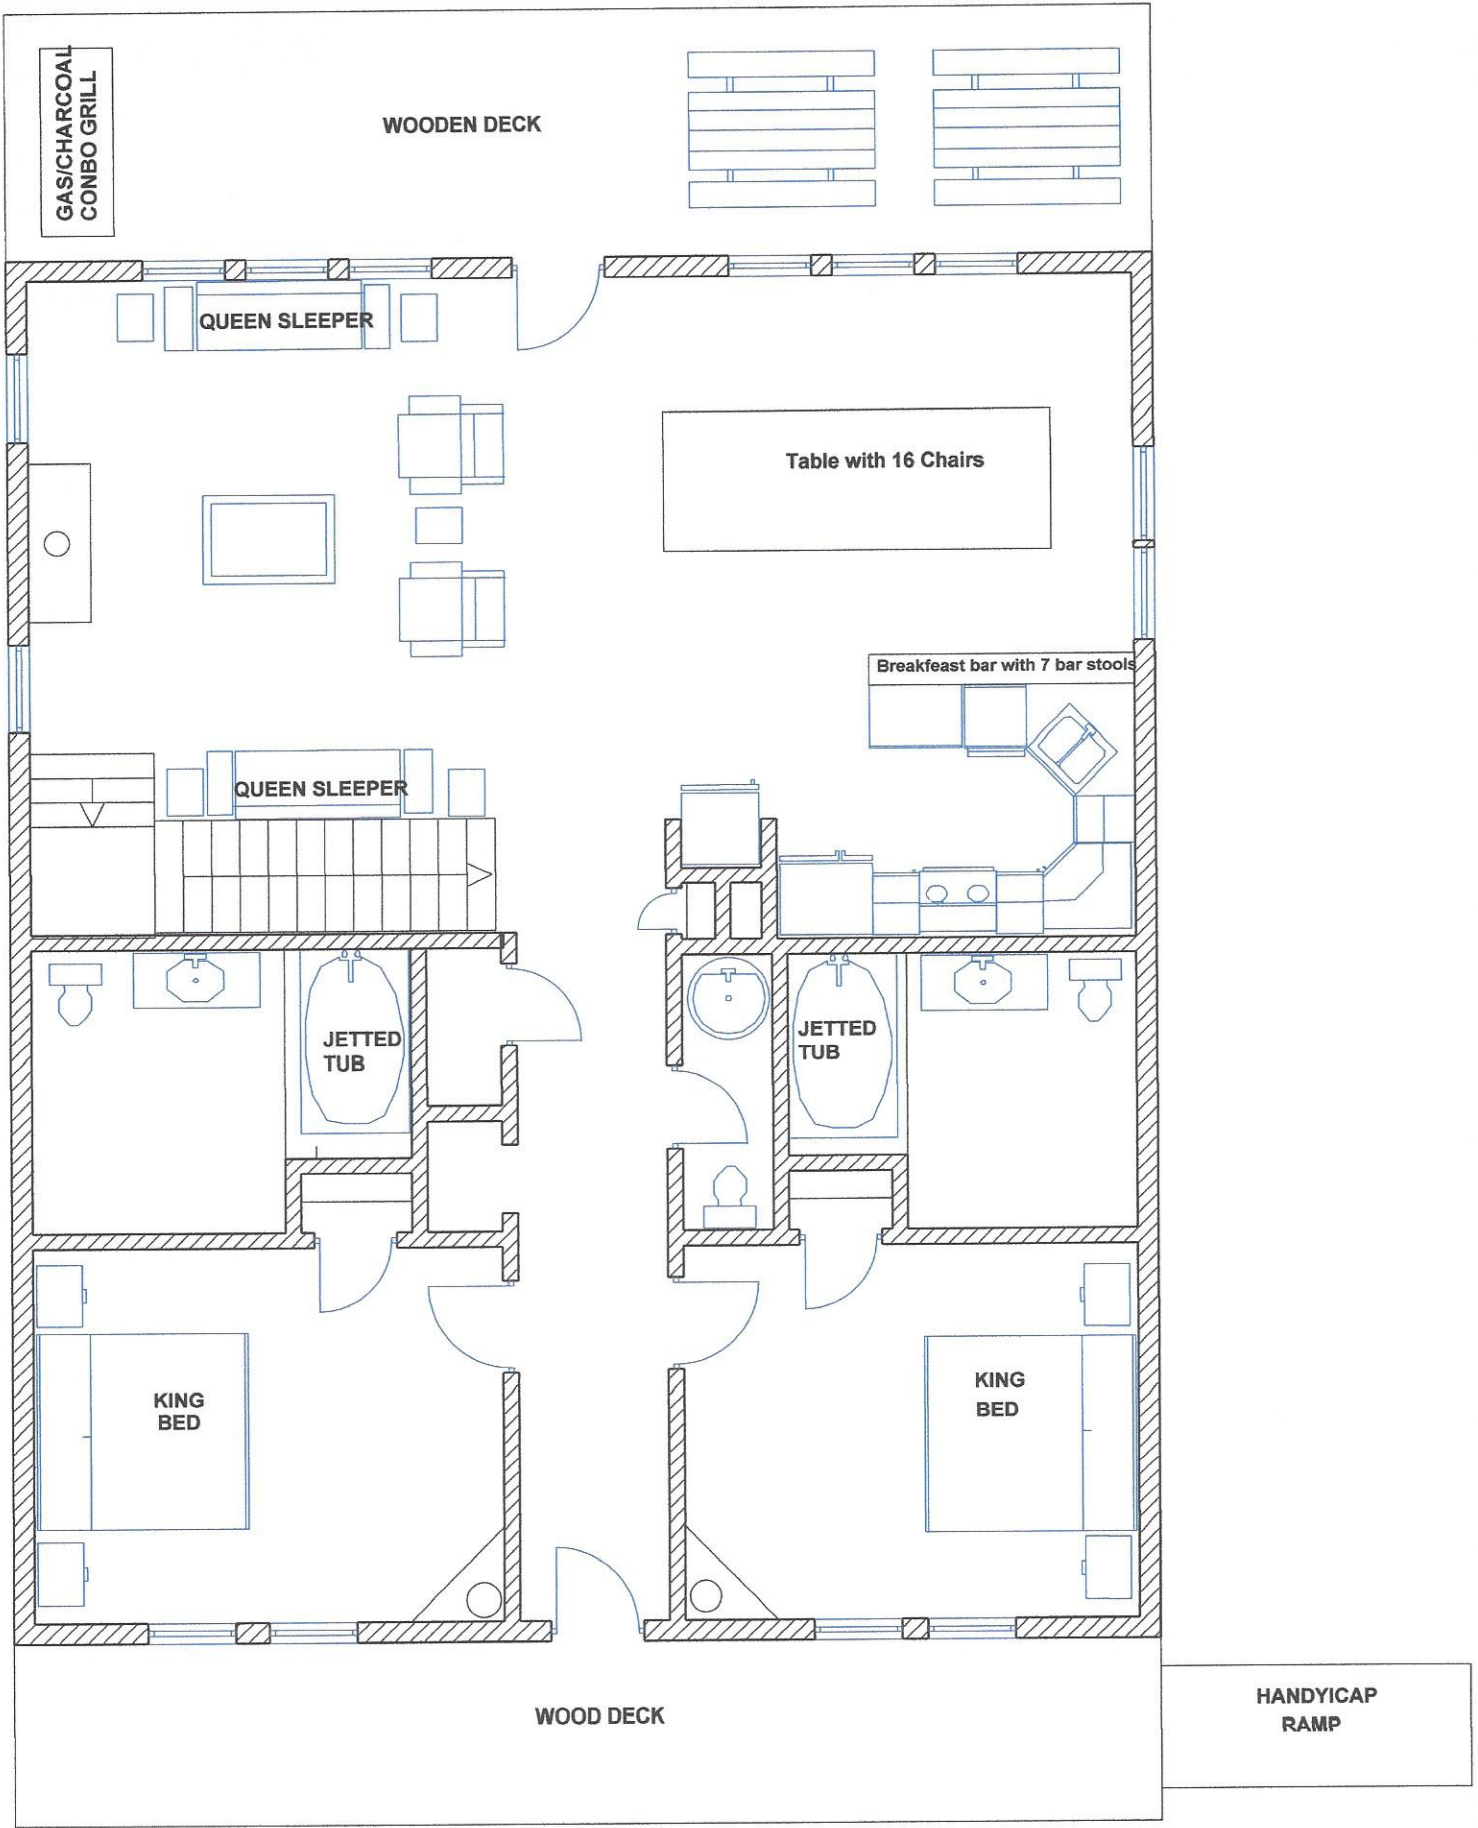 GAS/CHARCOAL
CONBO GRILL
WOODEN DECK
QUEEN SLEEPER
Table with 16 Chairs
Breakfeast bar with 7 bar stools
QUEEN SLEEPER
JETTED
TUB
JETTED
TUB
KING
BED
KING
BED
WOOD DECK
HANDYICAP
RAMP